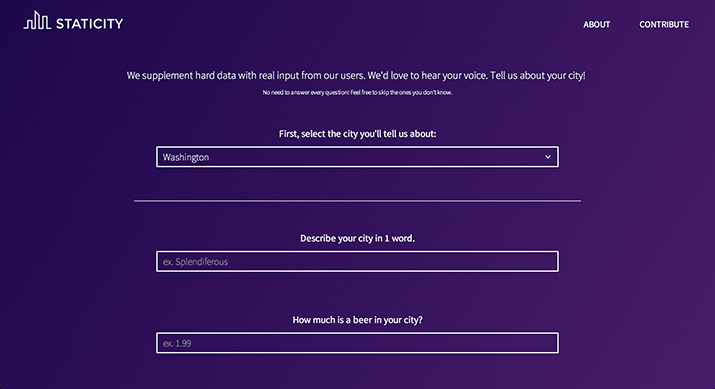 STATICITY
ABOUT
CONTRIBUTE
We supplement hard data with real input from our users. We'd love to hear your voice. Tell us about your city!
No need to answer every question! Feel free to skip the ones you don't know.
First, select the city you'll tell us about:
Washington
Describe your city in 1 word.
ex. Splendiferous
How much is a beer in your city?
ex. 1.99